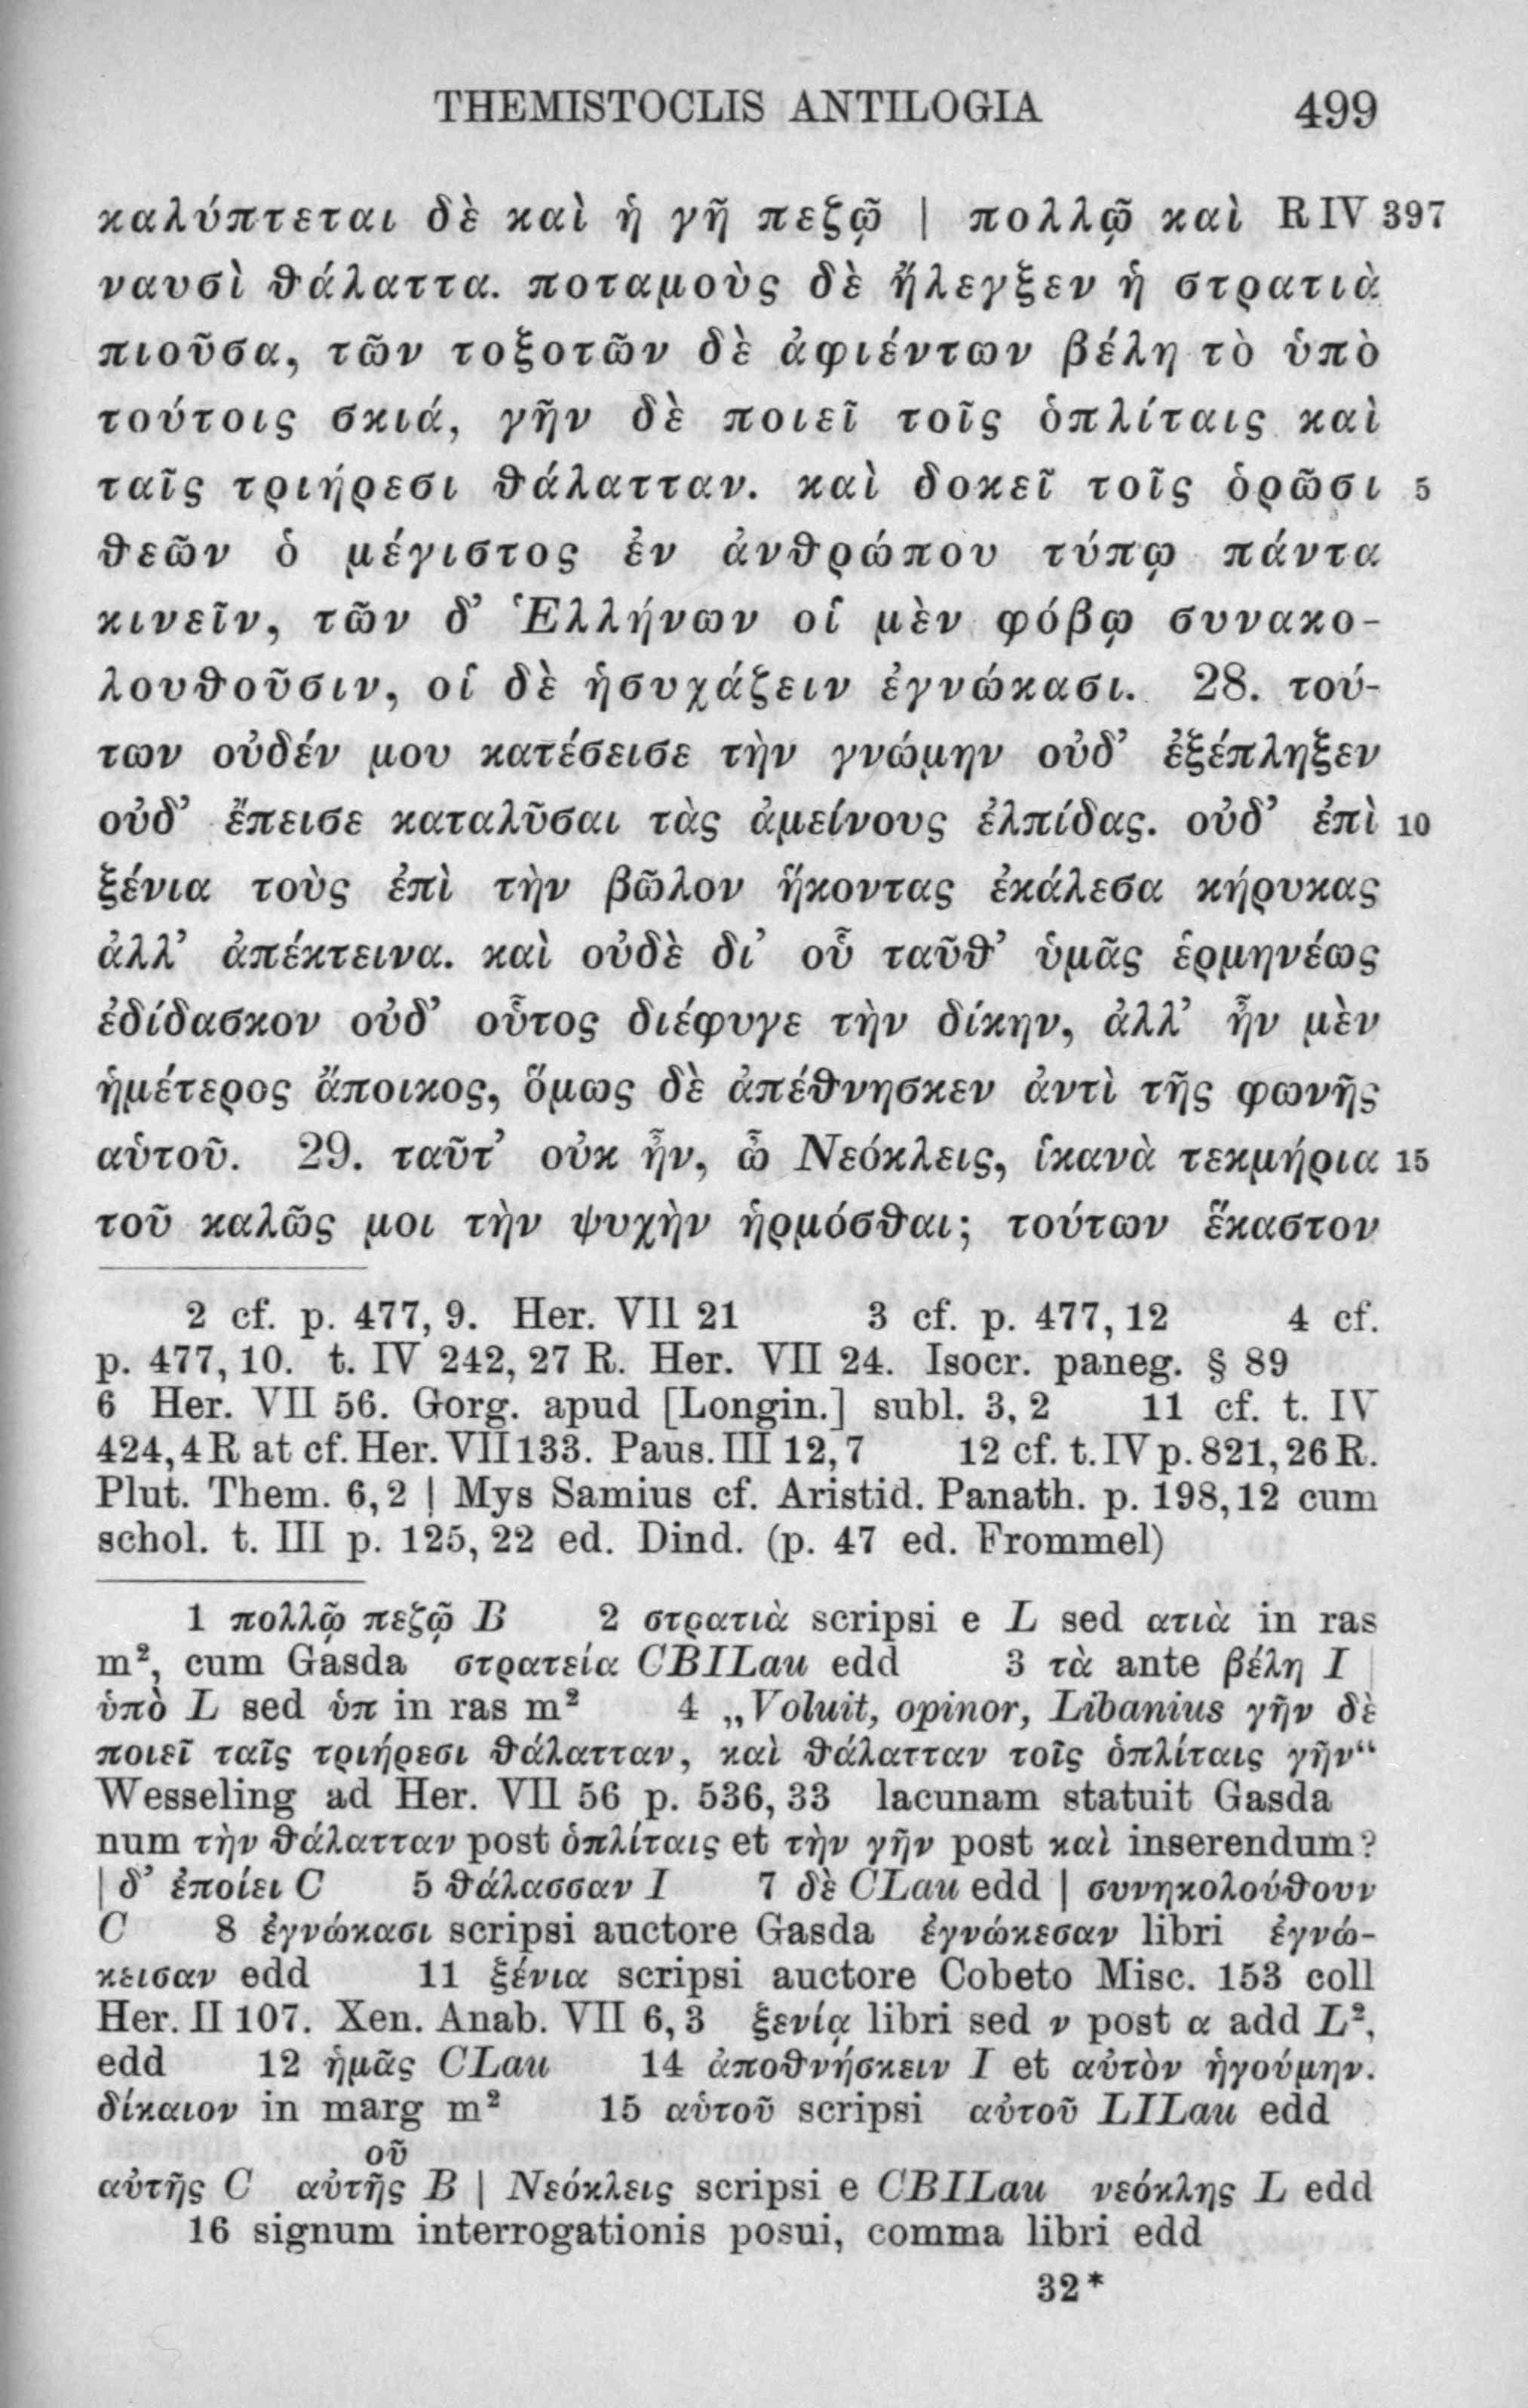 THEMISTOCLIS ANTILOGIA 499
καλύπτεται δὲ καὶ ἡ γῆ πεζῷ | πολλῷ καὶ R IV 397
ναυσὶ θάλαττα. ποταμοὺς δὲ ἤλεγξεν ἡ στρατιὰ
πιοῦσα, τῶν τοξοτῶν δὲ ἀφιέντων βέλη τὸ ὑπὸ
τούτοις σκιά, γῆν δὲ ποιεῖ τοῖς ὁπλίταις καὶ
ταῖς τριήρεσι θάλατταν. καὶ δοκεῖ τοῖς ὁρῶσι 5
θεῶν ὁ μέγιστος ἐν ἀνθρώπου τύπῳ πάντα
κινεῖν, τῶν δ’ Ἑλλήνων οἱ μὲν φόβῳ συνακο-
λουθοῦσιν, οἱ δὲ ἡσυχάζειν ἐγνώκασι. 28. τού-
των οὐδέν μου κατέσεισε τὴν γνώμην οὐδ’ ἐξέπληξεν
οὐδ’ ἔπεισε καταλῦσαι τὰς ἀμείνους ἐλπίδας. οὐδ’ ἐπὶ 10
ξένια τοὺς ἐπὶ τὴν βῶλον ἥκοντας ἐκάλεσα κήρυκας
ἀλλ’ ἀπέκτεινα. καὶ οὐδὲ δι’ οὗ ταῦθ’ ὑμᾶς ἑρμηνέως
ἐδίδασκον οὐδ’ οὗτος διέφυγε τὴν δίκην, ἀλλ’ ἦν μὲν
ἡμέτερος ἄποικος, ὅμως δὲ ἀπέθνησκεν ἀντὶ τῆς φωνῆς
αὑτοῦ. 29. ταῦτ’ οὐκ ἦν, ὦ Νεόκλεις, ἱκανὰ τεκμήρια 15
τοῦ καλῶς μοι τὴν ψυχὴν ἡρμόσθαι; τούτων ἕκαστον
2 cf. p. 477, 9. Her. VII 21 3 cf. p. 477, 12 4 cf.
p. 477, 10. t. IV 242, 27 R. Her. VII 24. Isocr. paneg. § 89
6 Her. VII 56. Gorg. apud [Longin.] subl. 3, 2 11 cf. t. IV
424, 4 R at cf. Her. VII 133. Paus. III 12, 7 12 cf. t. IV p. 821, 26 R.
Plut. Them. 6, 2 | Mys Samius cf. Aristid. Panath. p. 198, 12 cum
schol. t. III p. 125, 22 ed. Dind. (p. 47 ed. Frommel)
1 πολλῷ πεζῷ B 2 στρατιὰ scripsi e L sed ατιὰ in ras
m², cum Gasda στρατεία CBILau edd 3 τὰ ante βέλη I |
ὑπὸ L sed ὑπ in ras m² 4 „Voluit, opinor, Libanius γῆν δὲ
ποιεῖ ταῖς τριήρεσι θάλατταν, καὶ θάλατταν τοῖς ὁπλίταις γῆν“
Wesseling ad Her. VII 56 p. 536, 33 lacunam statuit Gasda
num τὴν θάλατταν post ὁπλίταις et τὴν γῆν post καὶ inserendum?
| δ’ ἐποίει C 5 θάλασσαν I 7 δὲ CLau edd | συνηκολούθουν
C 8 ἐγνώκασι scripsi auctore Gasda ἐγνώκεσαν libri ἐγνώ-
κεισαν edd 11 ξένια scripsi auctore Cobeto Misc. 153 coll
Her. II 107. Xen. Anab. VII 6, 3 ξενίᾳ libri sed ν post α add L²,
edd 12 ἡμᾶς CLau 14 ἀποθνήσκειν I et αὐτὸν ἡγούμην.
δίκαιον in marg m² 15 αὑτοῦ scripsi αὐτοῦ LILau edd
οῦ
αὐτῆς C αὐτῆς B | Νεόκλεις scripsi e CBILau νεόκλης L edd
16 signum interrogationis posui, comma libri edd
32*